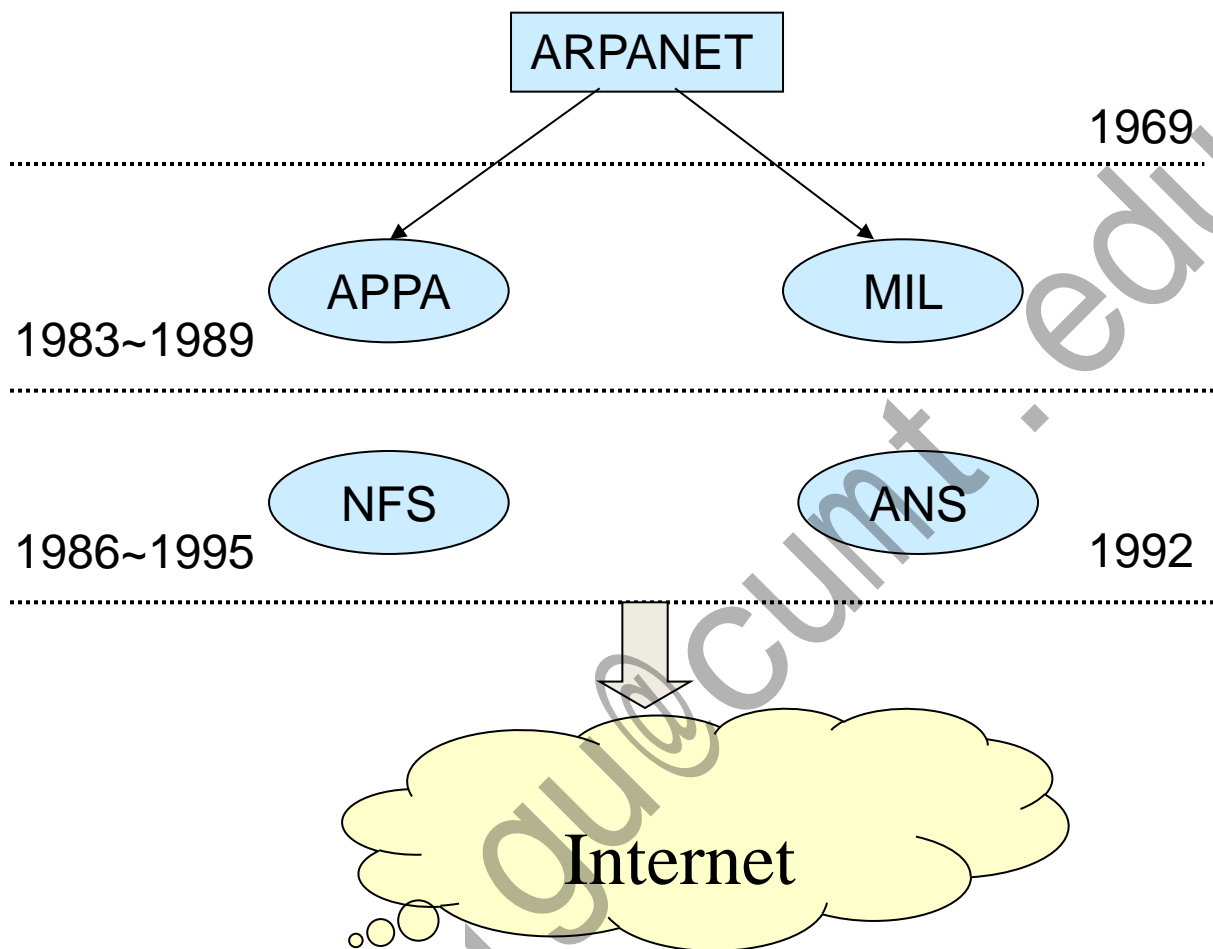 ARPANET
1969
APPA
MIL
1983~1989
NFS
ANS
1986~1995
1992
Internet
gu@cumt.edu